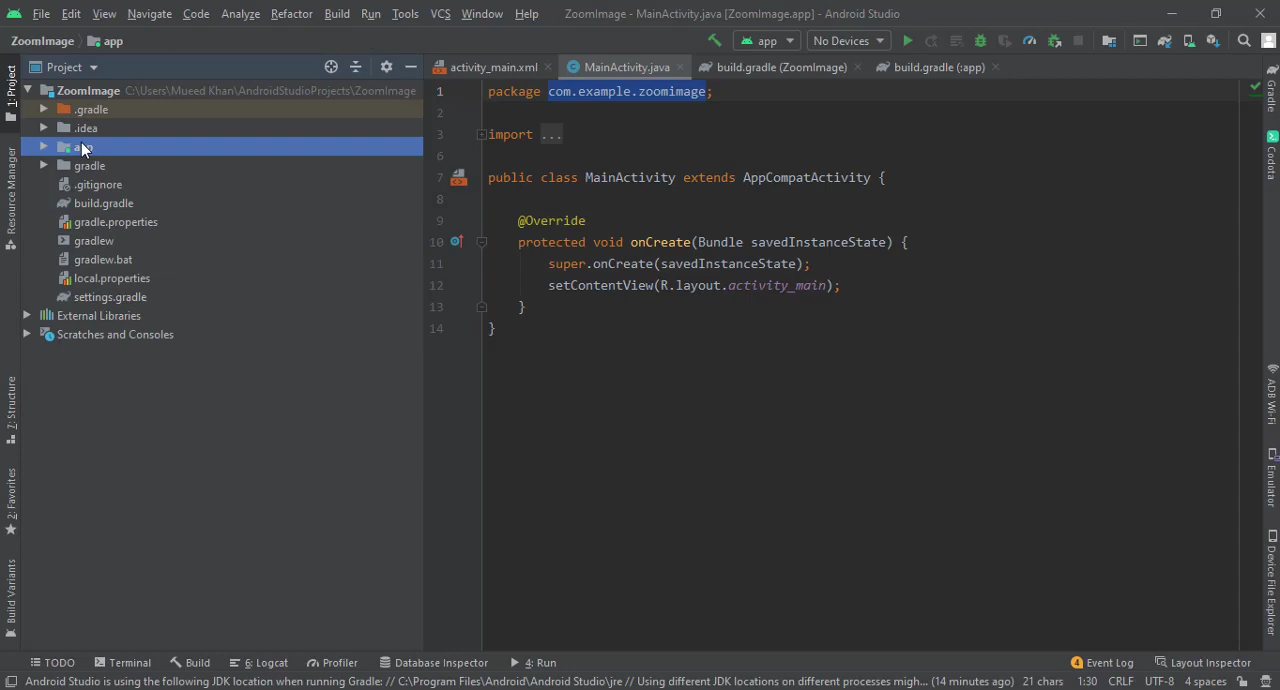 File Edit View Navigate Code Analyze Refactor Build Run Tools VCS Window Help ZoomImage - MainActivity.java [ZoomImage.app] - Android Studio
ZoomImage app app No Devices
Project activity_main.xml MainActivity.java build.gradle (ZoomImage) build.gradle (:app)
1: Project
Resource Manager
7: Structure
2: Favorites
Build Variants
ZoomImage C:\Users\Mueed Khan\AndroidStudioProjects\ZoomImage
.gradle
.idea
gradle
.gitignore
build.gradle
gradle.properties
gradlew
gradlew.bat
local.properties
settings.gradle
External Libraries
Scratches and Consoles
1 package com.example.zoomimage;
2
3 import ...
6
7 public class MainActivity extends AppCompatActivity {
8
9 @Override
10 protected void onCreate(Bundle savedInstanceState) {
11 super.onCreate(savedInstanceState);
12 setContentView(R.layout.activity_main);
13 }
14 }
Gradle
Codota
ADB Wi-Fi
Emulator
Device File Explorer
TODO Terminal Build 6: Logcat Profiler Database Inspector 4: Run 4 Event Log Layout Inspector
Android Studio is using the following JDK location when running Gradle: // C:\Program Files\Android\Android Studio\jre // Using different JDK locations on different processes migh... (14 minutes ago) 21 chars 1:30 CRLF UTF-8 4 spaces